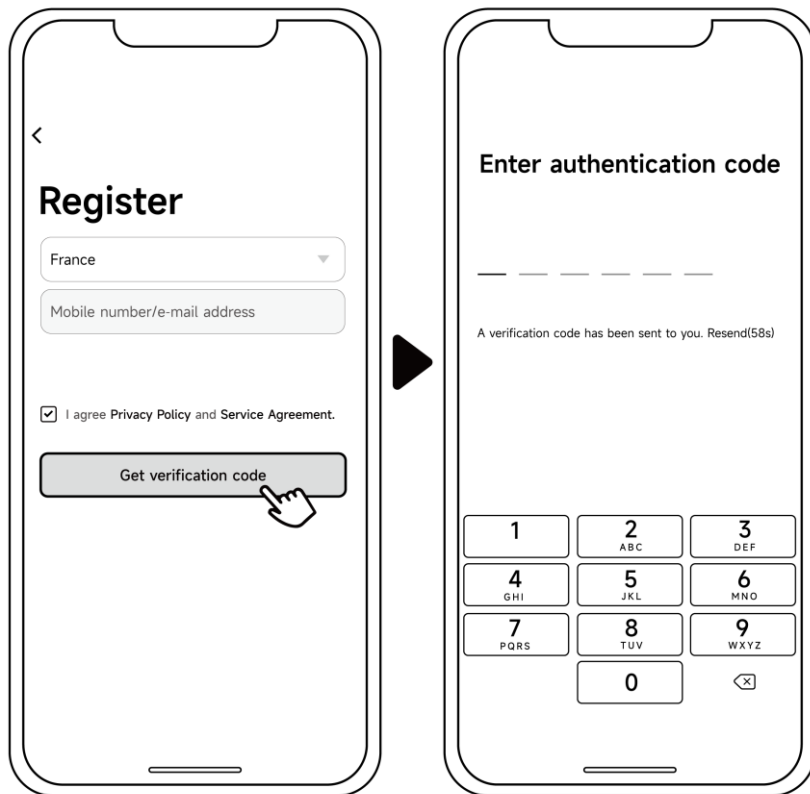 Register
France
Mobile number/e-mail address
I agree Privacy Policy and Service Agreement.
Get verification code
Enter authentication code
A verification code has been sent to you. Resend(58s)
1 2 3
ABC DEF
4 5 6
GHI JKL MNO
7 8 9
PQRS TUV WXYZ
0